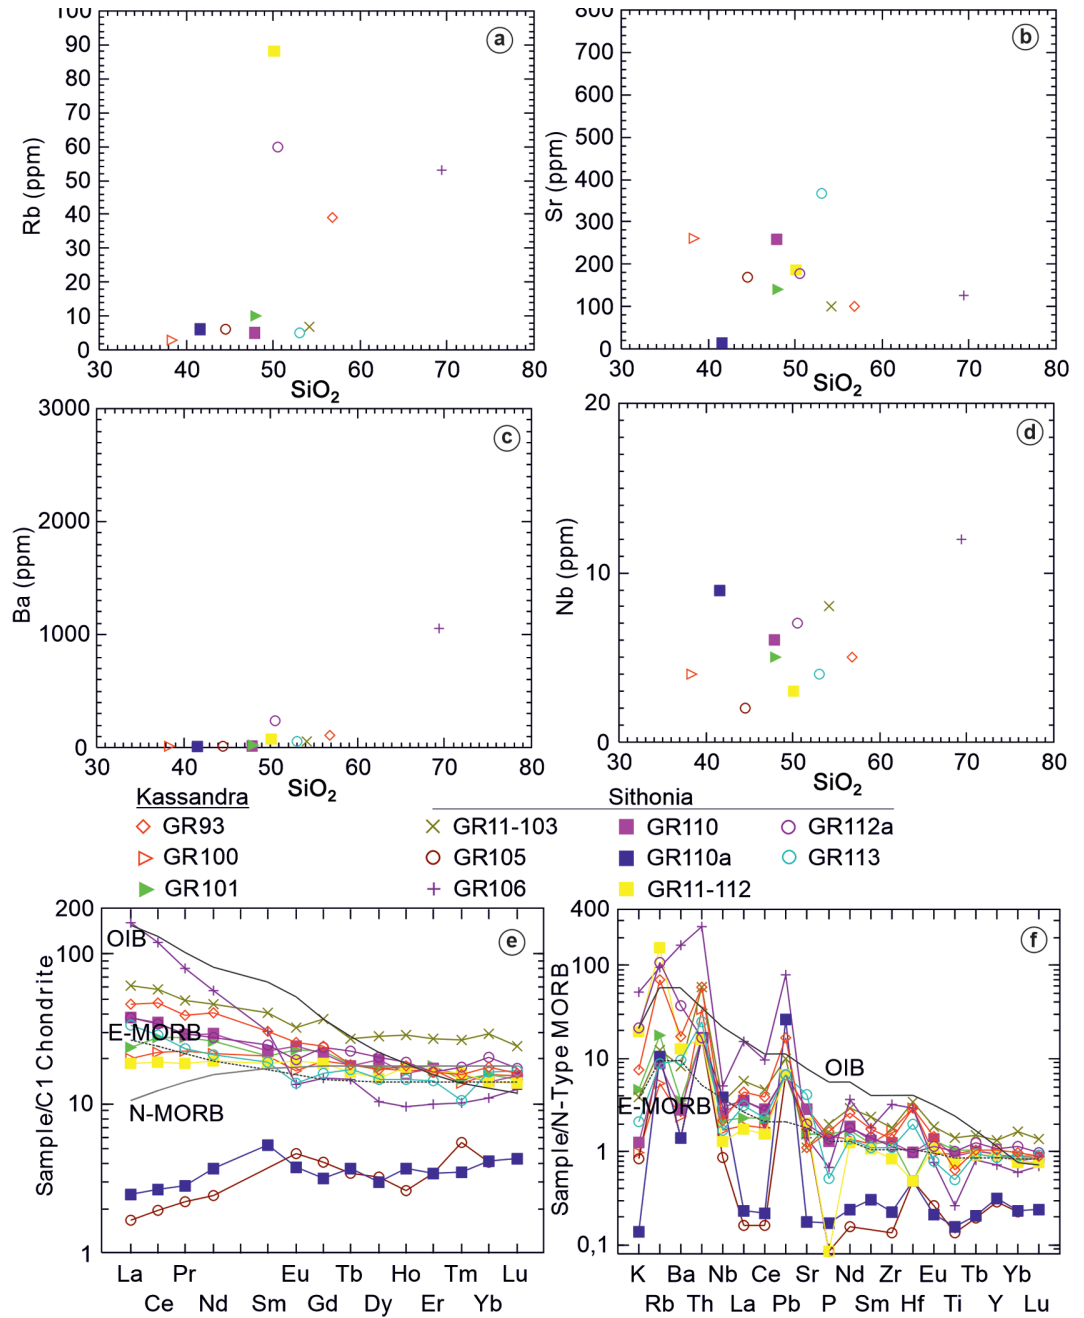 100
90
80
70
60
50
40
30
20
10
0
Rb (ppm)
a
30 40 50 60 70 80
SiO2
800
700
600
500
400
300
200
100
0
Sr (ppm)
b
30 40 50 60 70 80
SiO2
3000
2000
1000
0
Ba (ppm)
c
30 40 50 60 70 80
SiO2
20
10
0
Nb (ppm)
d
30 40 50 60 70 80
SiO2
Kassandra
GR93
GR100
GR101
Sithonia
GR11-103
GR105
GR106
GR110
GR110a
GR11-112
GR112a
GR113
200
100
10
1
Sample/C1 Chondrite
e
OIB
E-MORB
N-MORB
La Pr Eu Tb Ho Tm Lu
Ce Nd Sm Gd Dy Er Yb
400
100
10
1
0,1
Sample/N-Type MORB
f
OIB
E-MORB
K Ba Nb Ce Sr Nd Zr Eu Tb Yb
Rb Th La Pb P Sm Hf Ti Y Lu